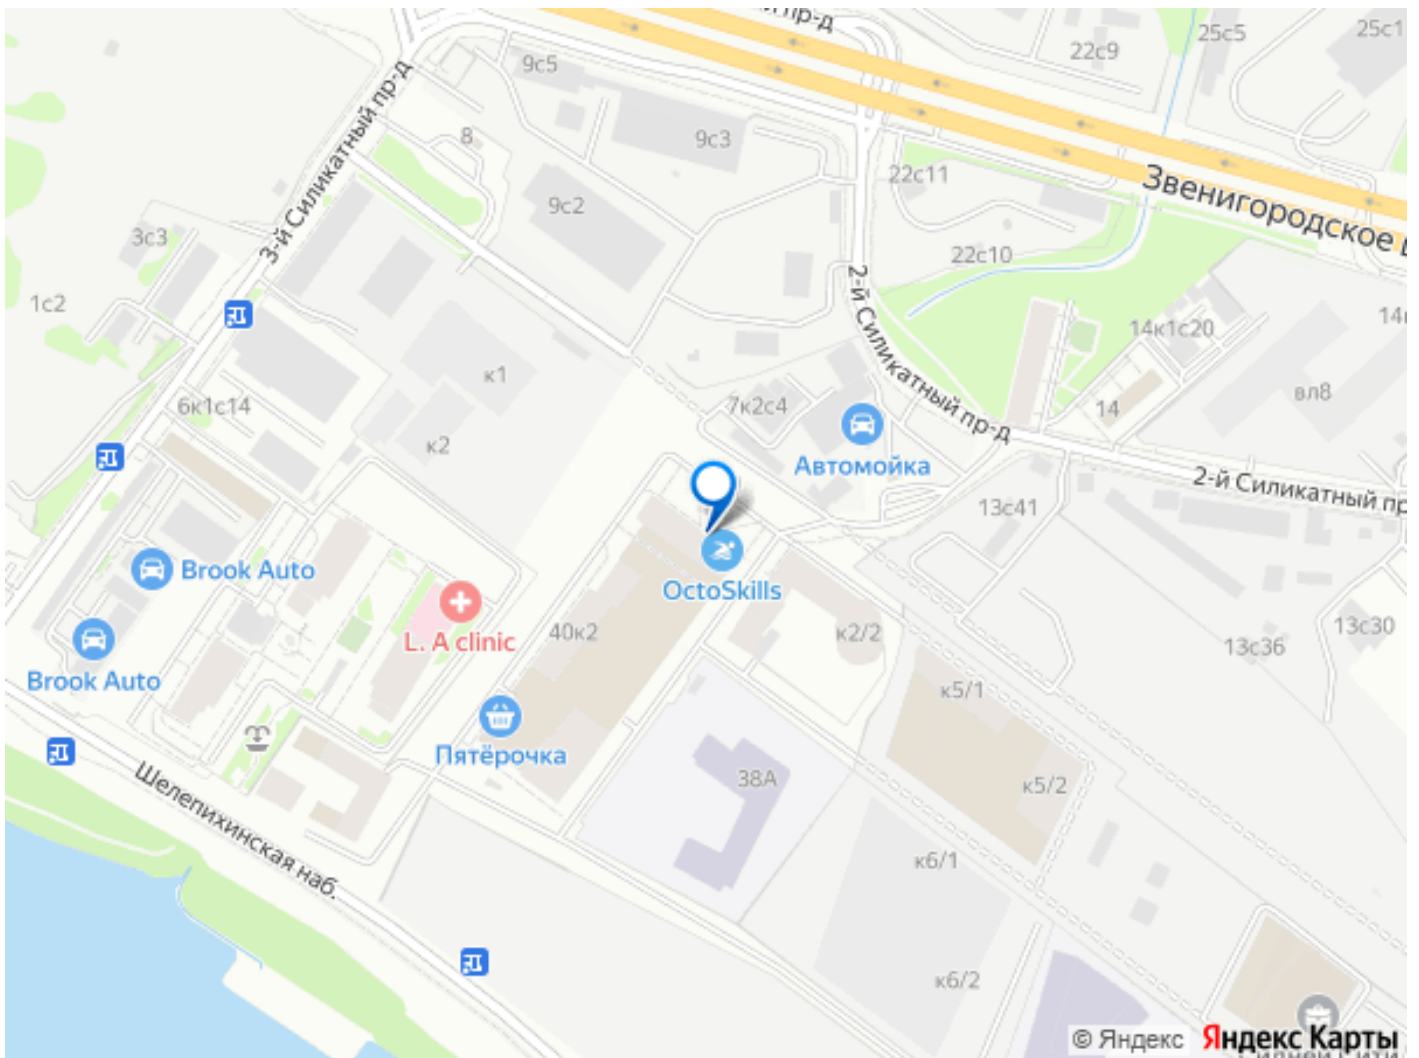 й пр-д
25с5
25с1
22с9
9с5
3-й Силикатный пр-д
8
9с3
22с11
Звенигородское
9с2
3с3
22с10
2-й Силикатный пр-д
1с2
14к1с20
к1
вл8
6к1с14
7к2с4
14
к2
Автомойка
2-й Силикатный пр
13с41
Brook Auto
OctoSkills
L. A clinic
40к2
к2/2
13с30
13с36
Brook Auto
к5/1
Пятёрочка
38А
к5/2
Шелепихинская наб.
к6/1
к6/2
© Яндекс
Яндекс Карты